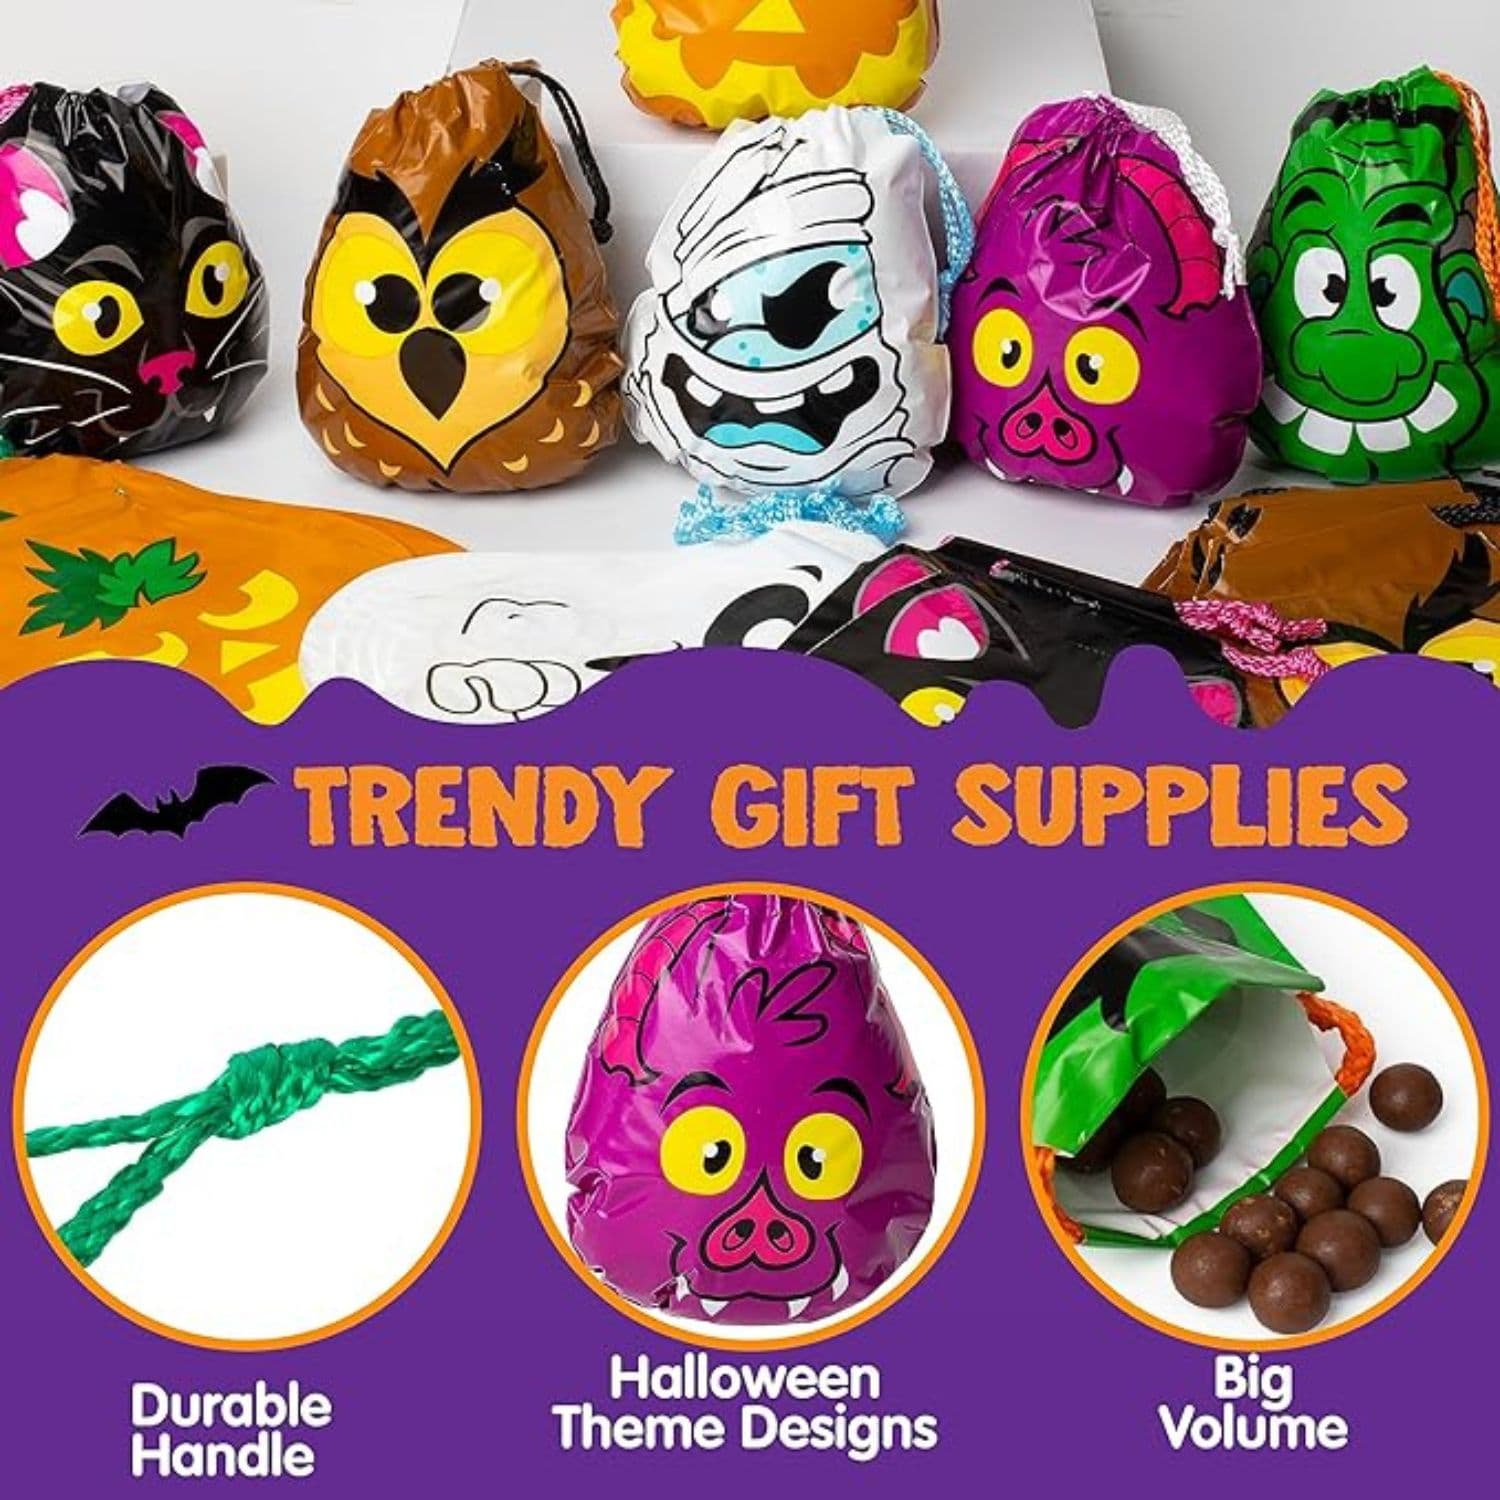 TRENDY GIFT SUPPLIES
Durable
Handle
Halloween
Theme Designs
Big
Volume